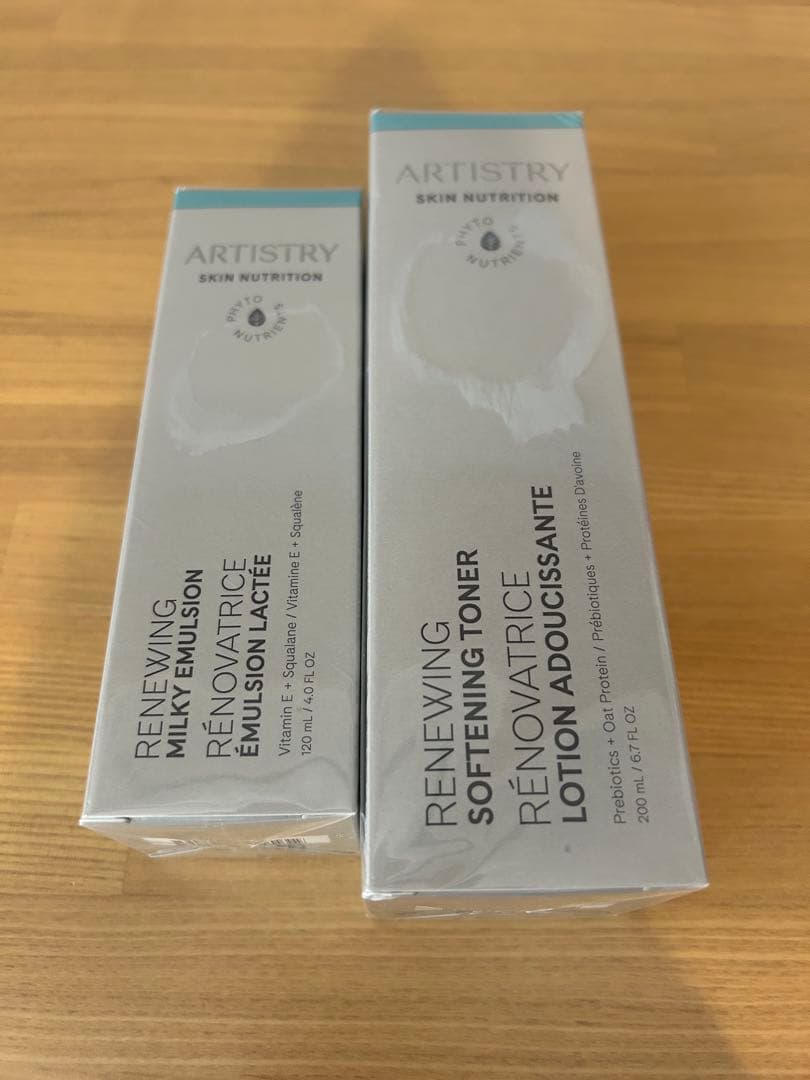 ARTISTRY
SKIN NUTRITION
PHYTO
NUTRIENTS
RENEWING
MILKY EMULSION
RÉNOVATRICE
ÉMULSION LACTÉE
Vitamin E + Squalane / Vitamine E + Squalène
120 mL / 4.0 FL OZ
ARTISTRY
SKIN NUTRITION
PHYTO
NUTRIENTS
RENEWING
SOFTENING TONER
RÉNOVATRICE
LOTION ADOUCISSANTE
Prebiotics + Oat Protein / Prébiotiques + Protéines D'avoine
200 mL / 6.7 FL OZ